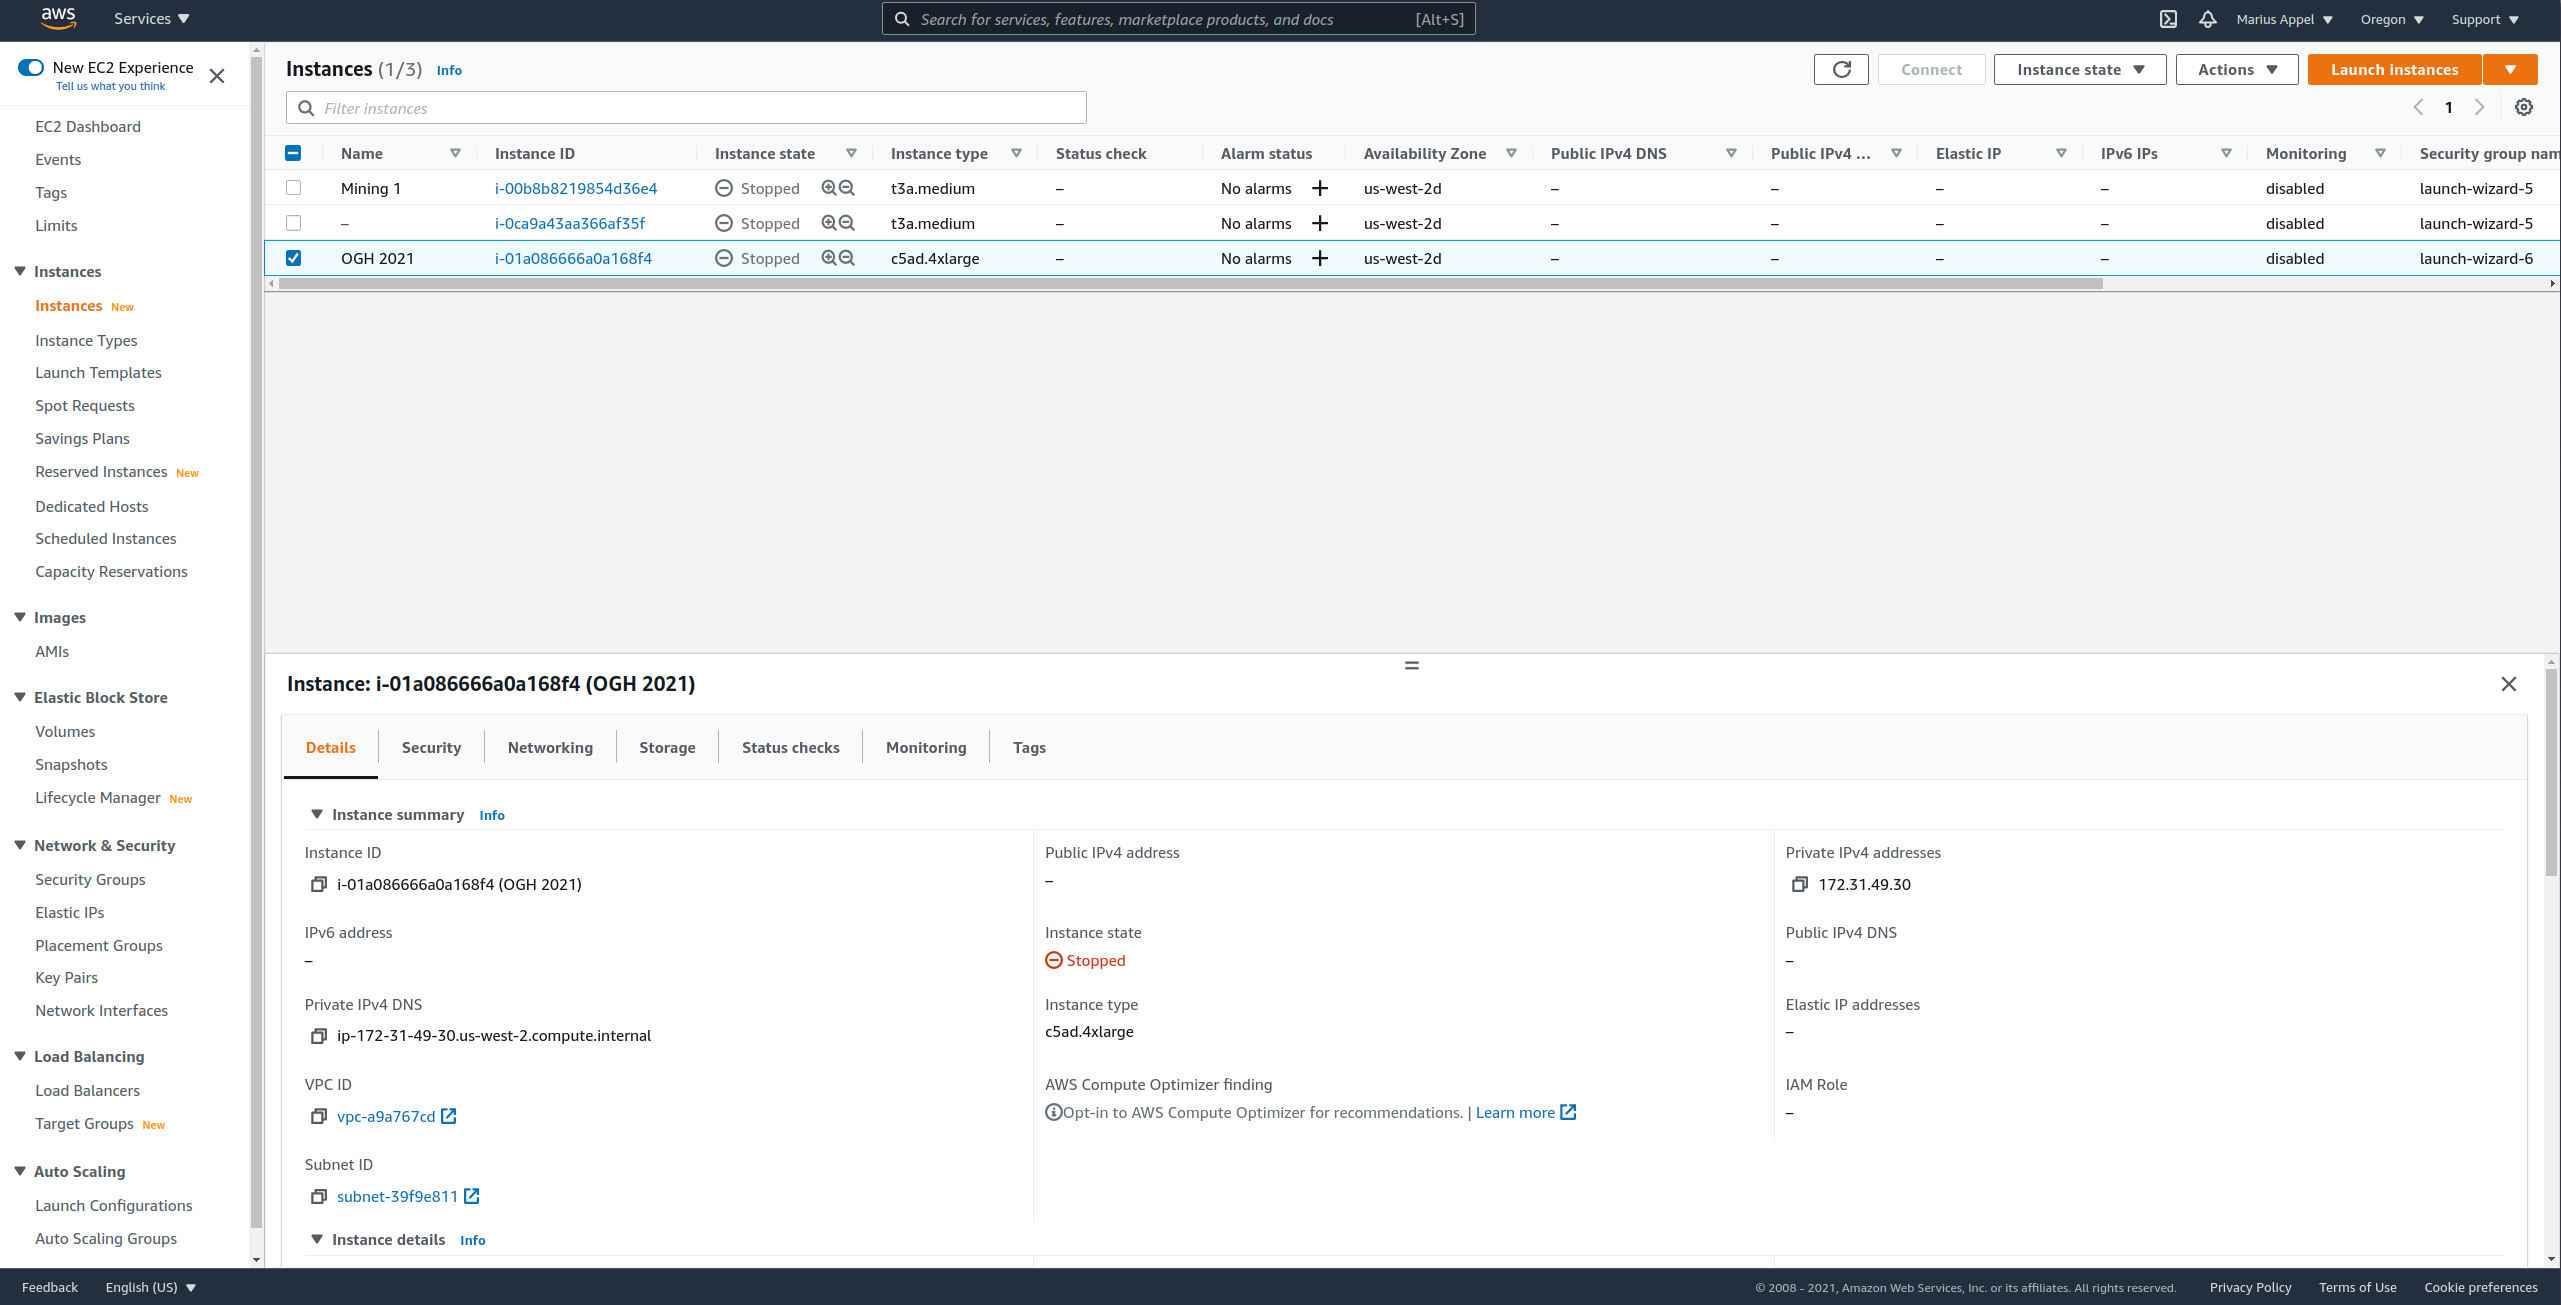 aws Services Search for services, features, marketplace products, and docs [Alt+S] Marius Appel Oregon Support
New EC2 Experience
Tell us what you think
EC2 Dashboard
Events
Tags
Limits
Instances
Instances New
Instance Types
Launch Templates
Spot Requests
Savings Plans
Reserved Instances New
Dedicated Hosts
Scheduled Instances
Capacity Reservations
Images
AMIs
Elastic Block Store
Volumes
Snapshots
Lifecycle Manager New
Network & Security
Security Groups
Elastic IPs
Placement Groups
Key Pairs
Network Interfaces
Load Balancing
Load Balancers
Target Groups New
Auto Scaling
Launch Configurations
Auto Scaling Groups
Instances (1/3) Info Connect Instance state Actions Launch instances
Filter instances 1
Name Instance ID Instance state Instance type Status check Alarm status Availability Zone Public IPv4 DNS Public IPv4 ... Elastic IP IPv6 IPs Monitoring Security group nam
Mining 1 i-00b8b8219854d36e4 Stopped t3a.medium – No alarms + us-west-2d – – – – disabled launch-wizard-5
– i-0ca9a43aa366af35f Stopped t3a.medium – No alarms + us-west-2d – – – – disabled launch-wizard-5
OGH 2021 i-01a086666a0a168f4 Stopped c5ad.4xlarge – No alarms + us-west-2d – – – – disabled launch-wizard-6
Instance: i-01a086666a0a168f4 (OGH 2021)
Details Security Networking Storage Status checks Monitoring Tags
Instance summary Info
Instance ID Public IPv4 address Private IPv4 addresses
i-01a086666a0a168f4 (OGH 2021) – 172.31.49.30
IPv6 address Instance state Public IPv4 DNS
– Stopped –
Private IPv4 DNS Instance type Elastic IP addresses
ip-172-31-49-30.us-west-2.compute.internal c5ad.4xlarge –
VPC ID AWS Compute Optimizer finding IAM Role
vpc-a9a767cd Opt-in to AWS Compute Optimizer for recommendations. | Learn more –
Subnet ID
subnet-39f9e811
Instance details Info
Feedback English (US) © 2008 - 2021, Amazon Web Services, Inc. or its affiliates. All rights reserved. Privacy Policy Terms of Use Cookie preferences